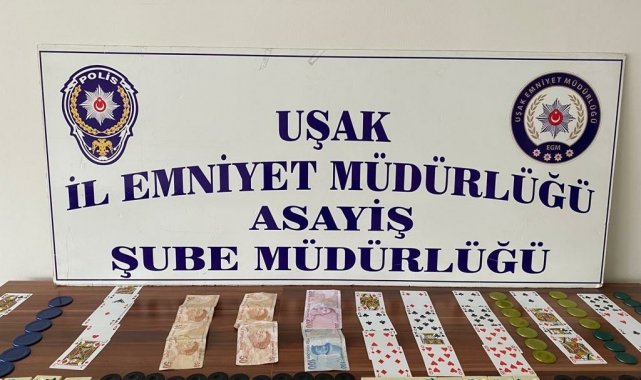 POLİS
UŞAK EMNİYET MÜDÜRLÜĞÜ
EGM
UŞAK
İL EMNİYET MÜDÜRLÜĞÜ
ASAYİŞ
ŞUBE MÜDÜRLÜĞÜ